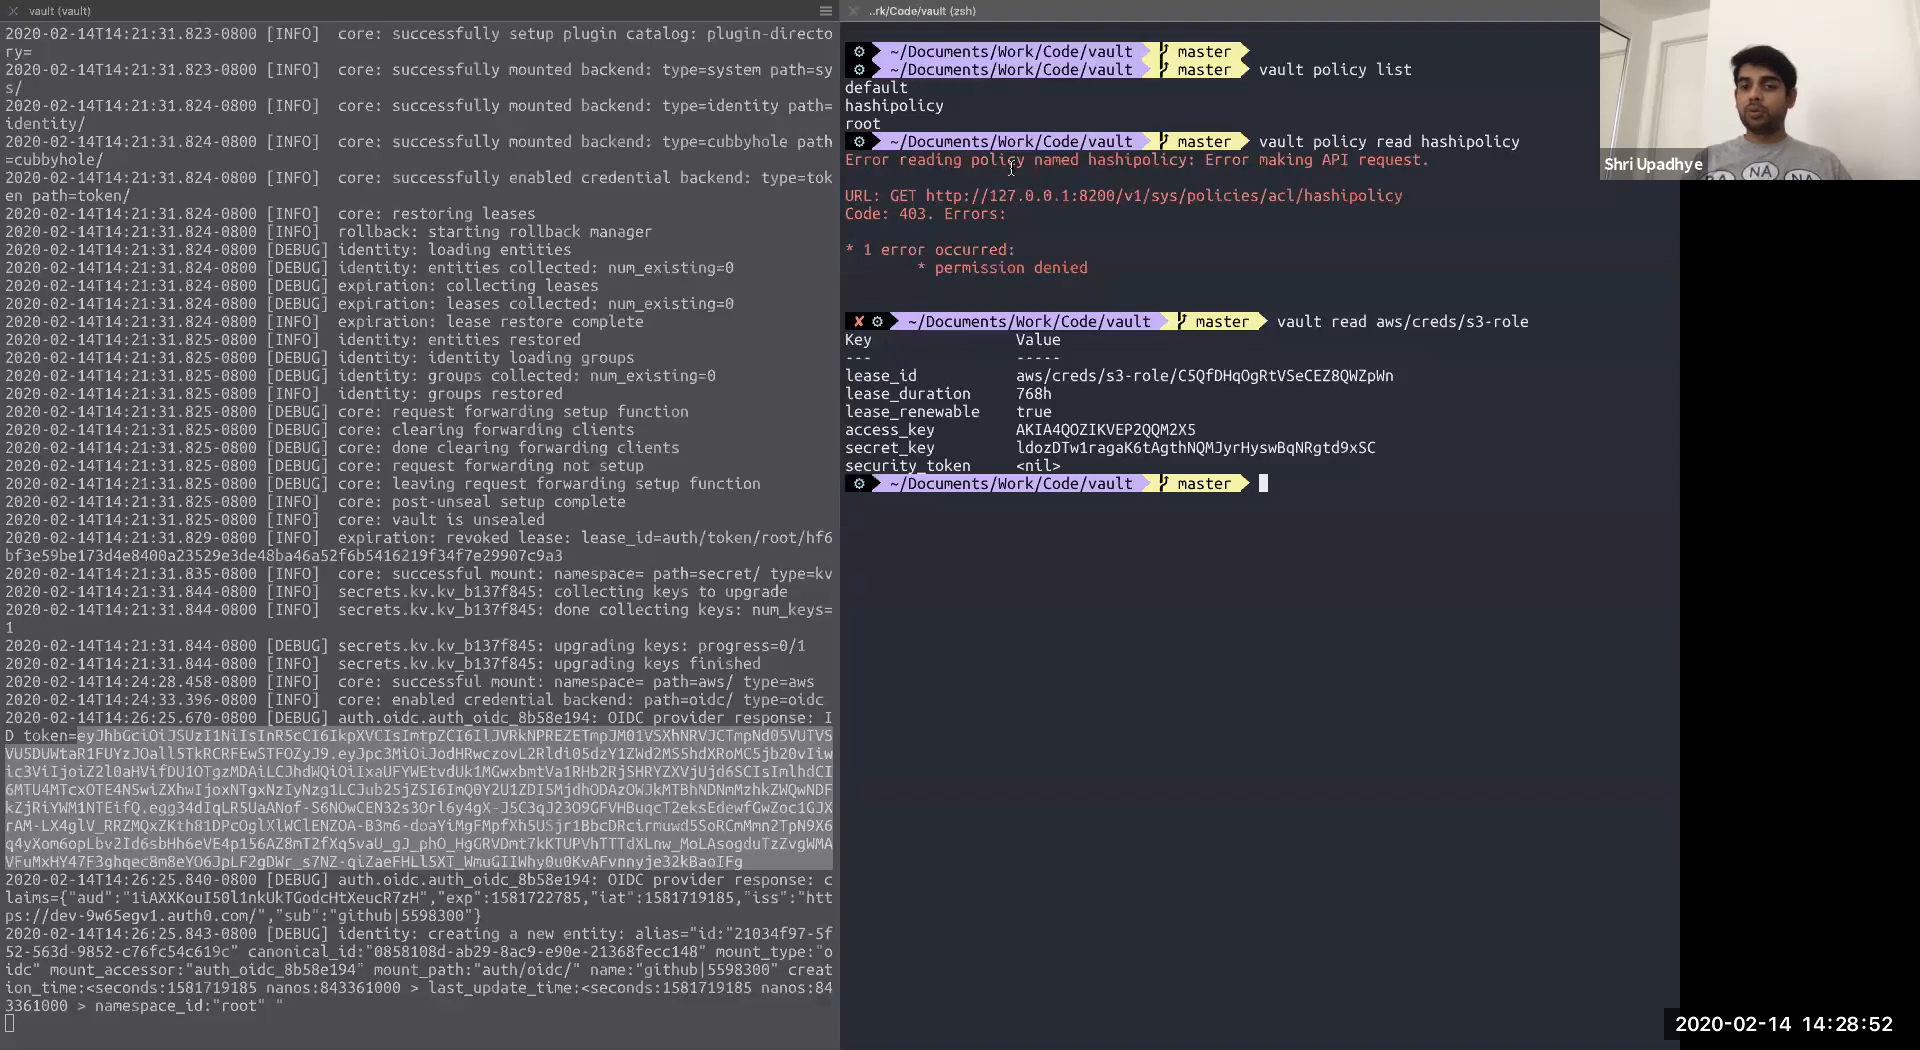 vault (vault)
2020-02-14T14:21:31.823-0800 [INFO]  core: successfully setup plugin catalog: plugin-directo
ry=
2020-02-14T14:21:31.823-0800 [INFO]  core: successfully mounted backend: type=system path=sy
s/
2020-02-14T14:21:31.824-0800 [INFO]  core: successfully mounted backend: type=identity path=
identity/
2020-02-14T14:21:31.824-0800 [INFO]  core: successfully mounted backend: type=cubbyhole path
=cubbyhole/
2020-02-14T14:21:31.824-0800 [INFO]  core: successfully enabled credential backend: type=tok
en path=token/
2020-02-14T14:21:31.824-0800 [INFO]  core: restoring leases
2020-02-14T14:21:31.824-0800 [INFO]  rollback: starting rollback manager
2020-02-14T14:21:31.824-0800 [DEBUG] identity: loading entities
2020-02-14T14:21:31.824-0800 [DEBUG] identity: entities collected: num_existing=0
2020-02-14T14:21:31.824-0800 [DEBUG] expiration: collecting leases
2020-02-14T14:21:31.824-0800 [DEBUG] expiration: leases collected: num_existing=0
2020-02-14T14:21:31.824-0800 [INFO]  expiration: lease restore complete
2020-02-14T14:21:31.825-0800 [INFO]  identity: entities restored
2020-02-14T14:21:31.825-0800 [DEBUG] identity: identity loading groups
2020-02-14T14:21:31.825-0800 [DEBUG] identity: groups collected: num_existing=0
2020-02-14T14:21:31.825-0800 [INFO]  identity: groups restored
2020-02-14T14:21:31.825-0800 [DEBUG] core: request forwarding setup function
2020-02-14T14:21:31.825-0800 [DEBUG] core: clearing forwarding clients
2020-02-14T14:21:31.825-0800 [DEBUG] core: done clearing forwarding clients
2020-02-14T14:21:31.825-0800 [DEBUG] core: request forwarding not setup
2020-02-14T14:21:31.825-0800 [DEBUG] core: leaving request forwarding setup function
2020-02-14T14:21:31.825-0800 [INFO]  core: post-unseal setup complete
2020-02-14T14:21:31.825-0800 [INFO]  core: vault is unsealed
2020-02-14T14:21:31.829-0800 [INFO]  expiration: revoked lease: lease_id=auth/token/root/hf6
bf3e59be173d4e8400a23529e3de48ba46a52f6b5416219f34f7e29907c9a3
2020-02-14T14:21:31.835-0800 [INFO]  core: successful mount: namespace= path=secret/ type=kv
2020-02-14T14:21:31.844-0800 [INFO]  secrets.kv.kv_b137f845: collecting keys to upgrade
2020-02-14T14:21:31.844-0800 [INFO]  secrets.kv.kv_b137f845: done collecting keys: num_keys=
1
2020-02-14T14:21:31.844-0800 [DEBUG] secrets.kv.kv_b137f845: upgrading keys: progress=0/1
2020-02-14T14:21:31.844-0800 [INFO]  secrets.kv.kv_b137f845: upgrading keys finished
2020-02-14T14:24:28.458-0800 [INFO]  core: successful mount: namespace= path=aws/ type=aws
2020-02-14T14:24:33.396-0800 [INFO]  core: enabled credential backend: path=oidc/ type=oidc
2020-02-14T14:26:25.670-0800 [DEBUG] auth.oidc.auth_oidc_8b58e194: OIDC provider response: I
D token=
2020-02-14T14:26:25.840-0800 [DEBUG] auth.oidc.auth_oidc_8b58e194: OIDC provider response: c
laims={"aud":"1iAXXKouI50l1nkUkTGodcHtXeucR7zH","exp":1581722785,"iat":1581719185,"iss":"htt
ps://dev-9w65egv1.auth0.com/","sub":"github|5598300"}
2020-02-14T14:26:25.843-0800 [DEBUG] identity: creating a new entity: alias="id:"21034f97-5f
52-563d-9852-c76fc54c619c" canonical_id:"0858108d-ab29-8ac9-e90e-21368fecc148" mount_type:"o
idc" mount_accessor:"auth_oidc_8b58e194" mount_path:"auth/oidc/" name:"github|5598300" creat
ion_time:<seconds:1581719185 nanos:843361000 > last_update_time:<seconds:1581719185 nanos:84
3361000 > namespace_id:"root" "
..rk/Code/vault (zsh)
~/Documents/Work/Code/vault master
~/Documents/Work/Code/vault master vault policy list
default
hashipolicy
root
~/Documents/Work/Code/vault master vault policy read hashipolicy
Error reading policy named hashipolicy: Error making API request.
URL: GET http://127.0.0.1:8200/v1/sys/policies/acl/hashipolicy
Code: 403. Errors:
* 1 error occurred:
* permission denied
~/Documents/Work/Code/vault master vault read aws/creds/s3-role
Key Value
--- -----
lease_id aws/creds/s3-role/C5QfDHqOgRtVSeCEZ8QWZpWn
lease_duration 768h
lease_renewable true
access_key AKIA4QOZIKVEP2QQM2X5
secret_key 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
security_token <nil>
~/Documents/Work/Code/vault master
Shri Upadhye
NA
NA
2020-02-14 14:28:52